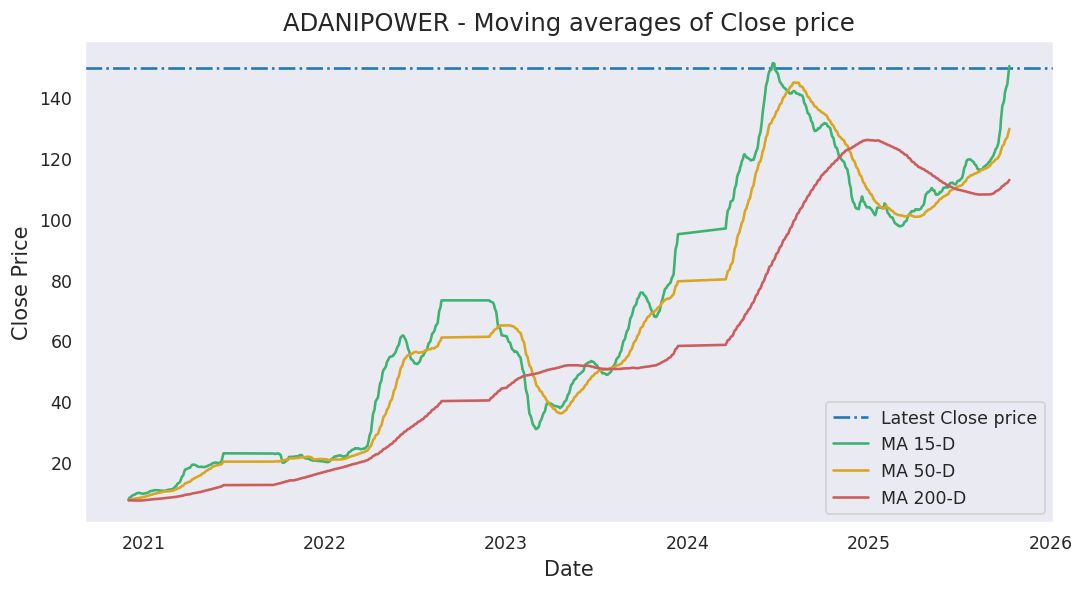 ADANIPOWER - Moving averages of Close price
Close Price
140
120
100
80
60
40
20
Latest Close price
MA 15-D
MA 50-D
MA 200-D
2021
2022
2023
2024
2025
2026
Date